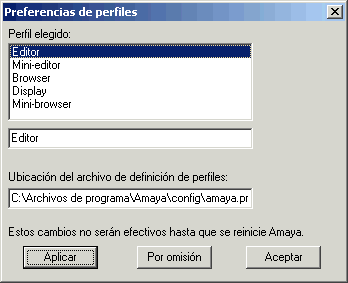 Preferencias de perfiles
Perfil elegido:
Editor
Mini-editor
Browser
Display
Mini-browser
Editor
Ubicación del archivo de definición de perfiles:
C:\Archivos de programa\Amaya\config\amaya.pr
Estos cambios no serán efectivos hasta que se reinicie Amaya.
Aplicar
Por omisión
Aceptar